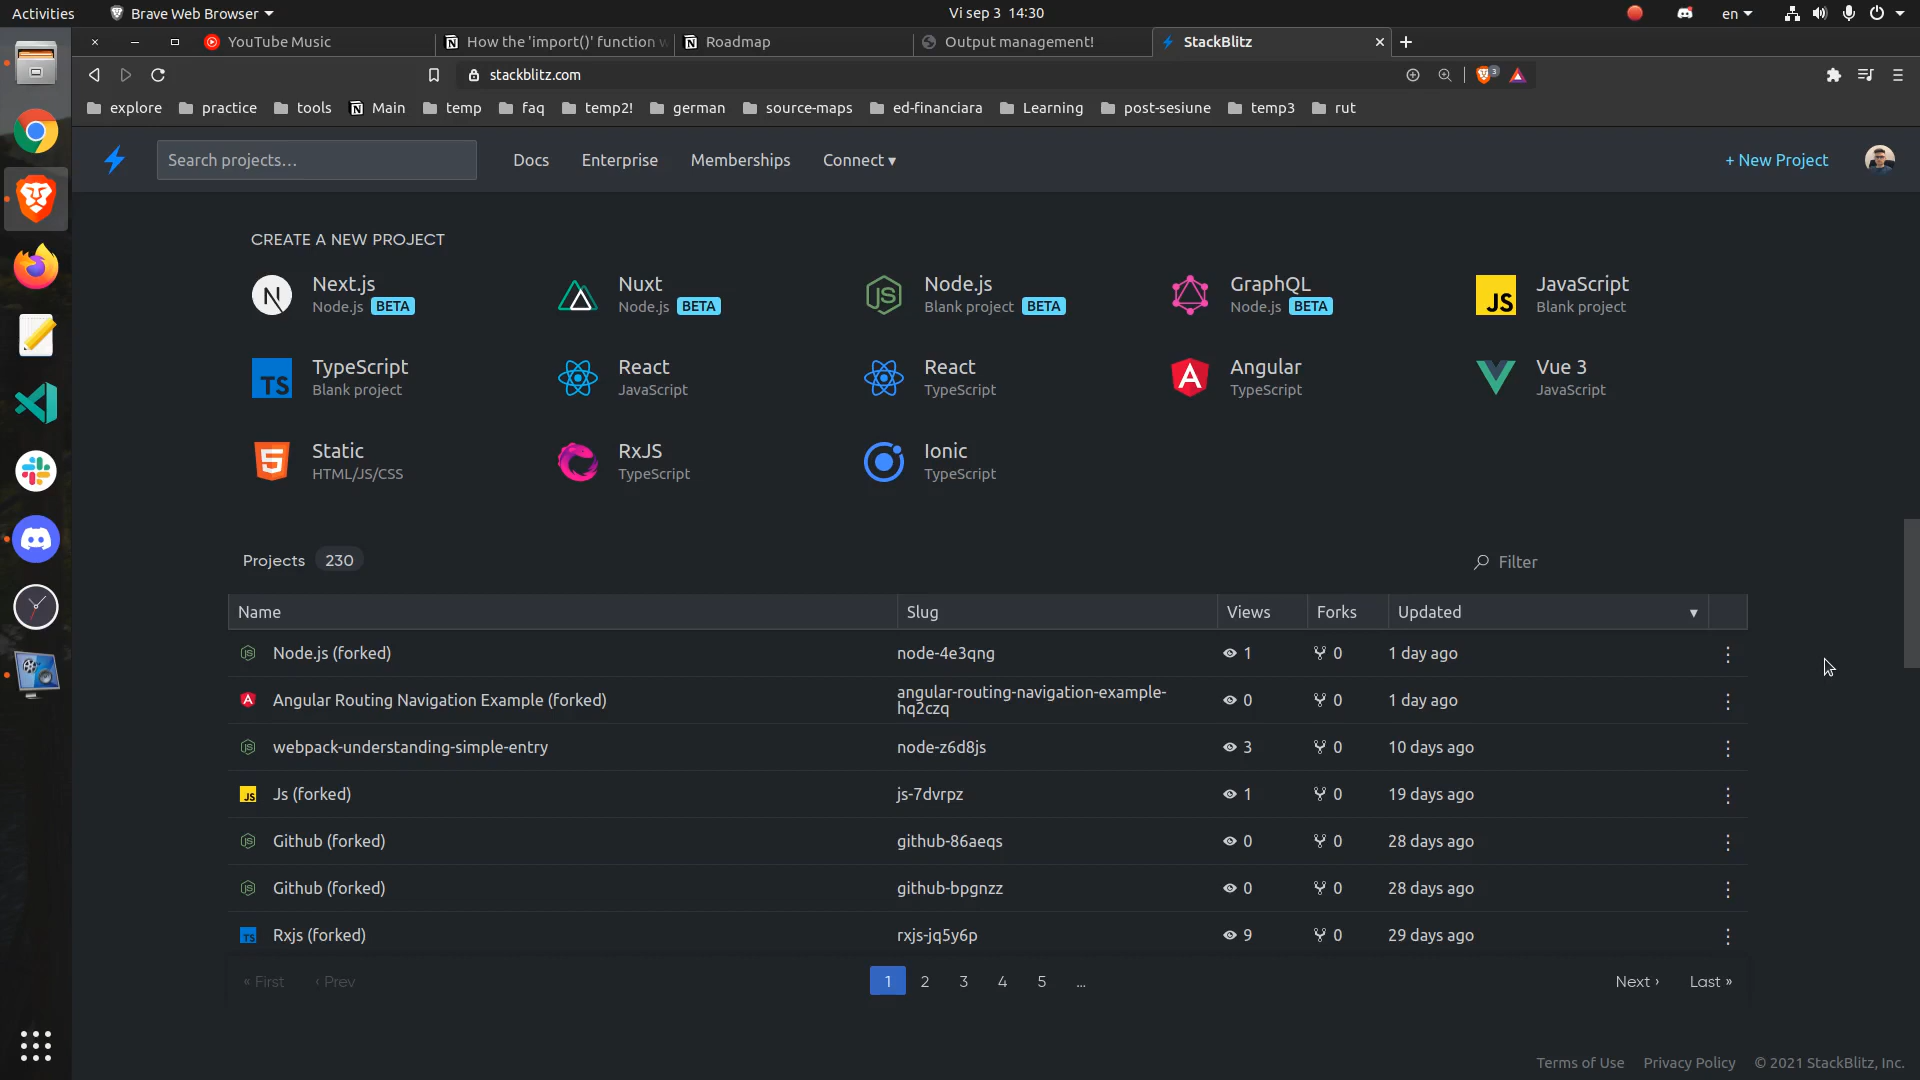 Activities Brave Web Browser Vi sep 3 14:30 en
YouTube Music How the 'import()' function Roadmap Output management! StackBlitz
stackblitz.com 3
explore practice tools Main temp faq temp2! german source-maps ed-financiara Learning post-sesiune temp3 rut
Search projects... Docs Enterprise Memberships Connect ▾ + New Project
CREATE A NEW PROJECT
Next.js Nuxt Node.js GraphQL JavaScript
Node.js BETA Node.js BETA Blank project BETA Node.js BETA JS Blank project
TypeScript React React Angular Vue 3
TS Blank project JavaScript TypeScript TypeScript JavaScript
Static RxJS Ionic
HTML/JS/CSS TypeScript TypeScript
Projects 230 Filter
Name Slug Views Forks Updated ▼
Node.js (forked) node-4e3qng 1 0 1 day ago
Angular Routing Navigation Example (forked) angular-routing-navigation-example-hq2czq 0 0 1 day ago
webpack-understanding-simple-entry node-z6d8js 3 0 10 days ago
Js (forked) js-7dvrpz 1 0 19 days ago
Github (forked) github-86aeqs 0 0 28 days ago
Github (forked) github-bpgnzz 0 0 28 days ago
Rxjs (forked) rxjs-jq5y6p 9 0 29 days ago
« First ‹ Prev 1 2 3 4 5 ... Next › Last »
Terms of Use Privacy Policy © 2021 StackBlitz, Inc.